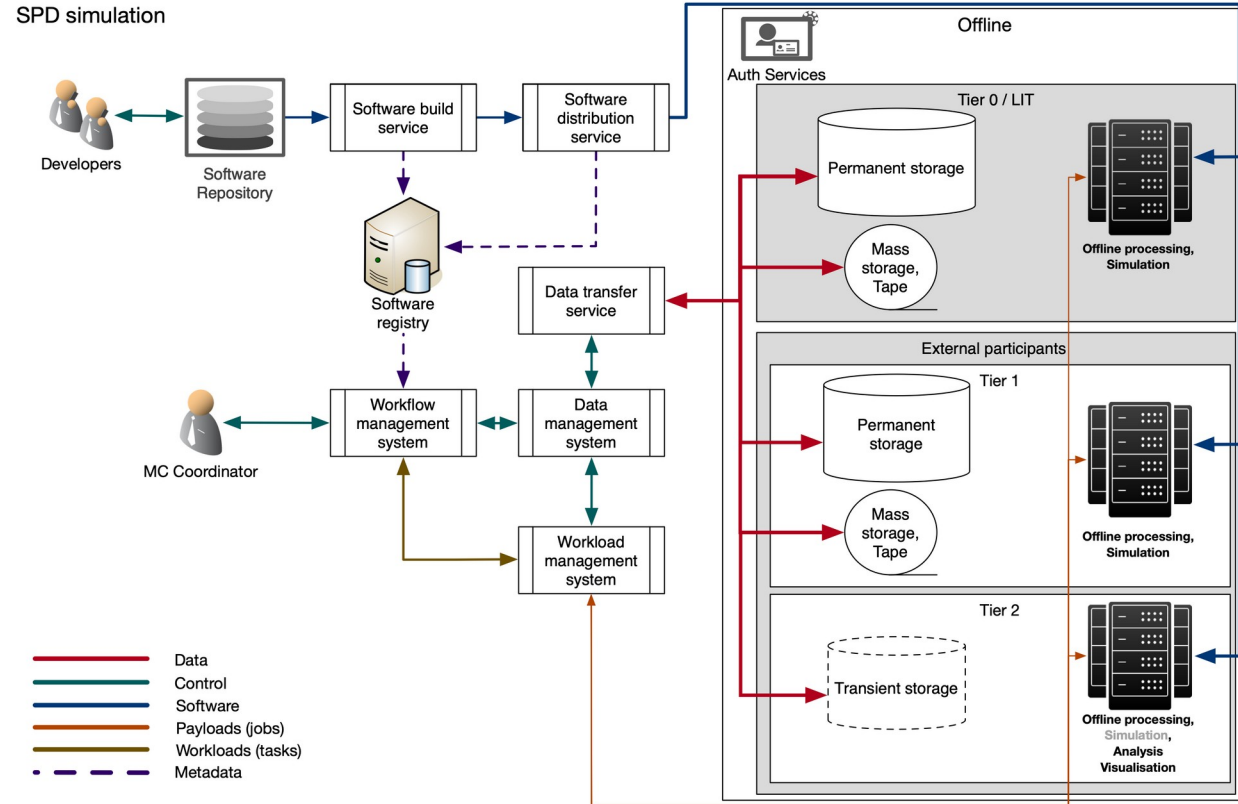 SPD simulation
Offline
Auth Services
Developers
Software
Repository
Software build
service
Software
distribution
service
Software
registry
Data transfer
service
MC Coordinator
Workflow
management
system
Data
management
system
Workload
management
system
Tier 0 / LIT
Permanent storage
Mass
storage,
Tape
Offline processing,
Simulation
External participants
Tier 1
Permanent
storage
Mass
storage,
Tape
Offline processing,
Simulation
Tier 2
Transient storage
Offline processing,
Simulation,
Analysis
Visualisation
Data
Control
Software
Payloads (jobs)
Workloads (tasks)
Metadata